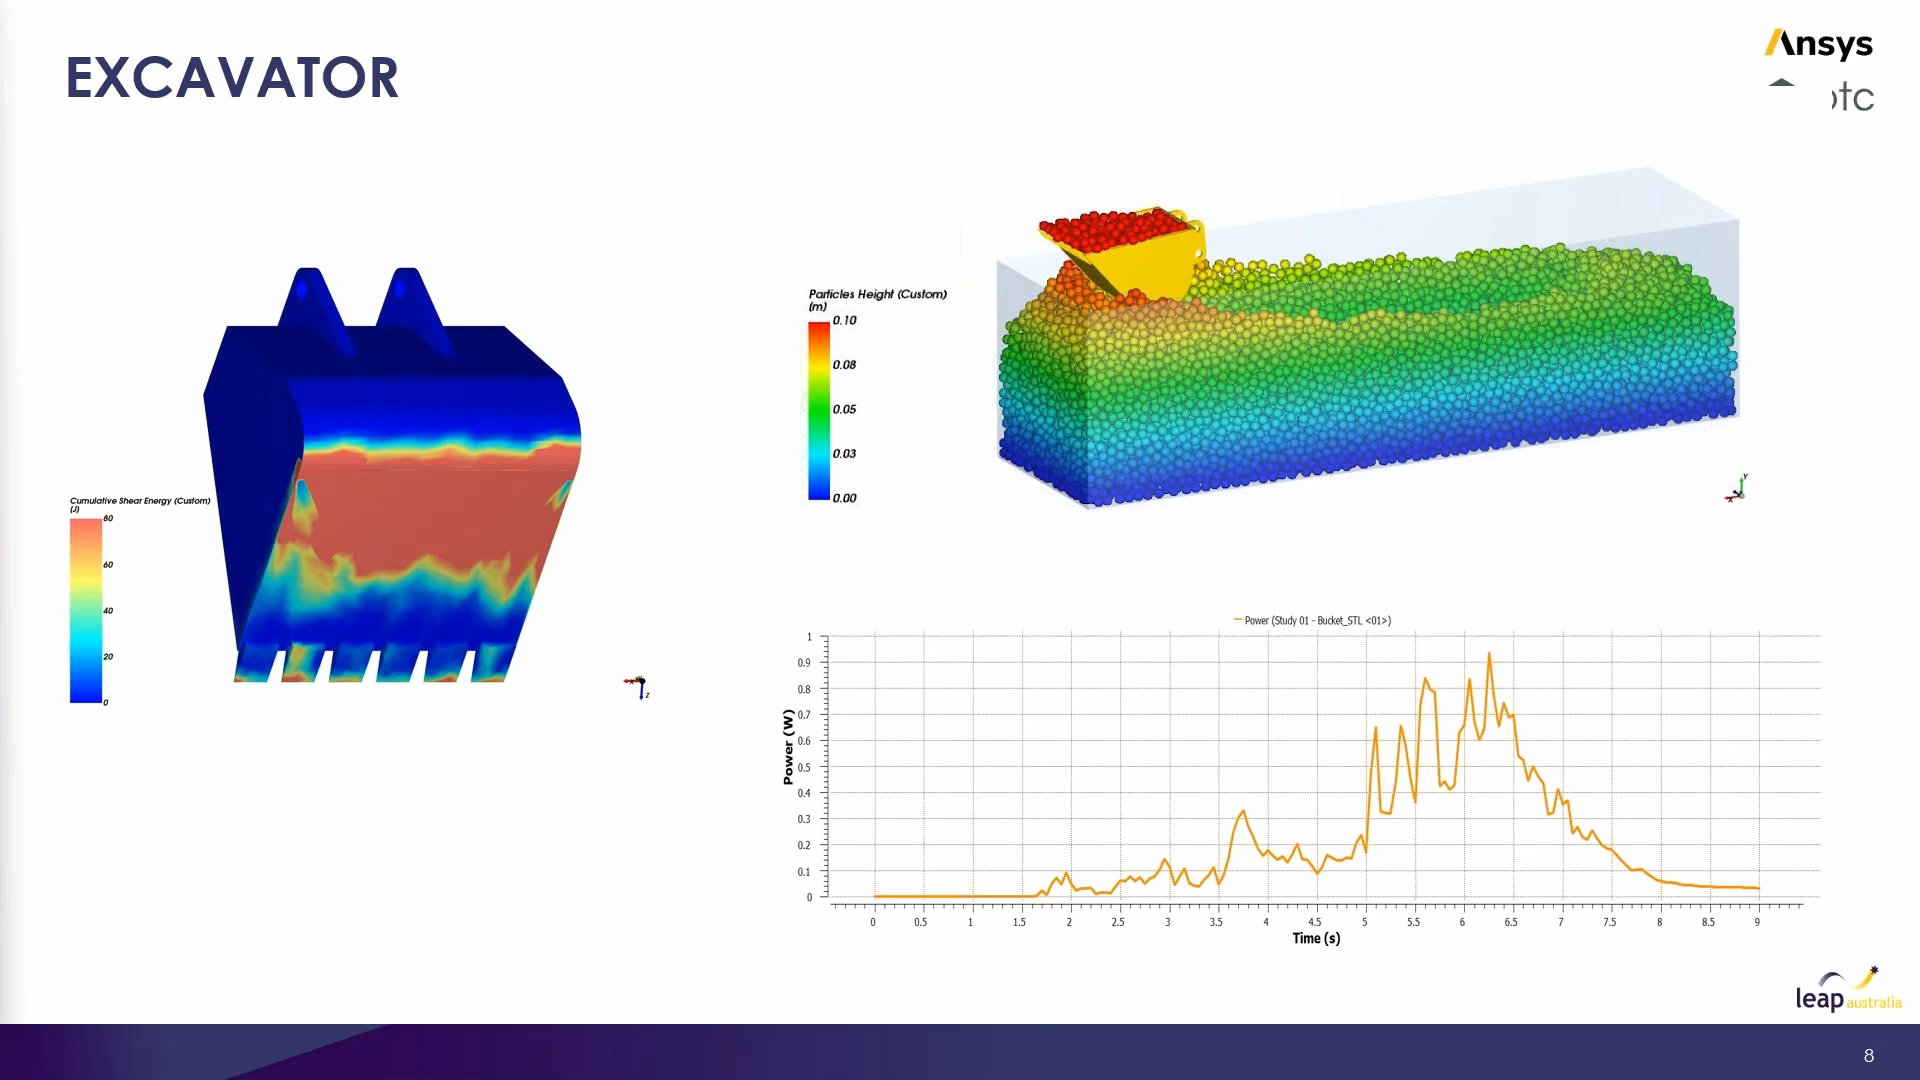 EXCAVATOR
Ansys
Particles Height (Custom)
(m)
0.10
0.08
0.05
0.03
0.00
Y
Cumulative Shear Energy (Custom)
(J)
80
60
40
20
0
z
Power (Study 01 - Bucket_STL <01>)
Power (W)
1
0.9
0.8
0.7
0.6
0.5
0.4
0.3
0.2
0.1
0
0 0.5 1 1.5 2 2.5 3 3.5 4 4.5 5 5.5 6 6.5 7 7.5 8 8.5 9
Time (s)
leap australia
8